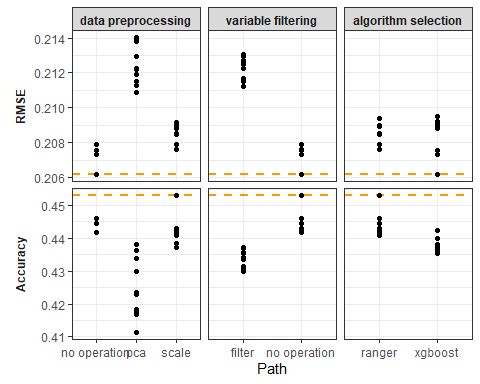 data preprocessing
variable filtering
algorithm selection
RMSE
0.214
0.212
0.210
0.208
0.206
Accuracy
0.45
0.44
0.43
0.42
0.41
no operation pca scale
filter no operation
ranger xgboost
Path